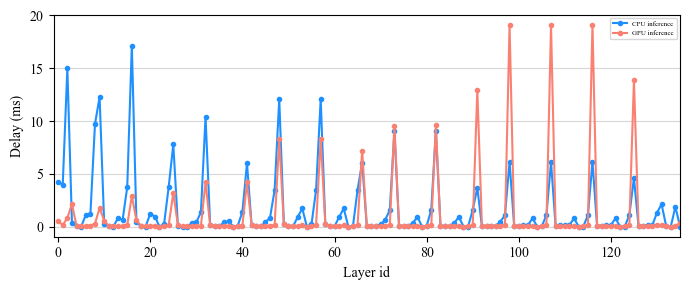 20
15
10
5
0
Delay (ms)
CPU inference
GPU inference
0 20 40 60 80 100 120
Layer id